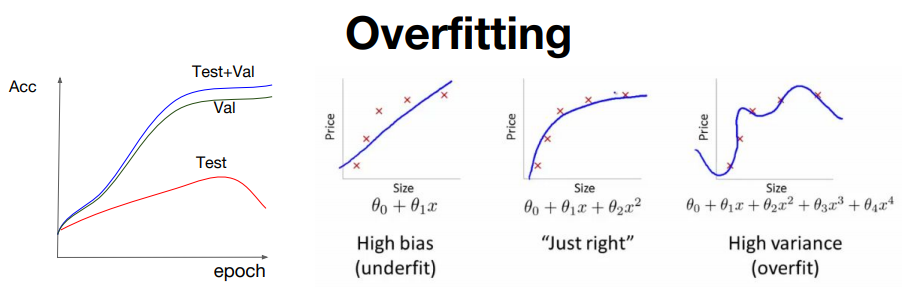 Overfitting
Acc
Test+Val
Val
Test
epoch
Price
Size
θ₀ + θ₁x
High bias
(underfit)
Price
Size
θ₀ + θ₁x + θ₂x²
“Just right”
Price
Size
θ₀ + θ₁x + θ₂x² + θ₃x³ + θ₄x⁴
High variance
(overfit)